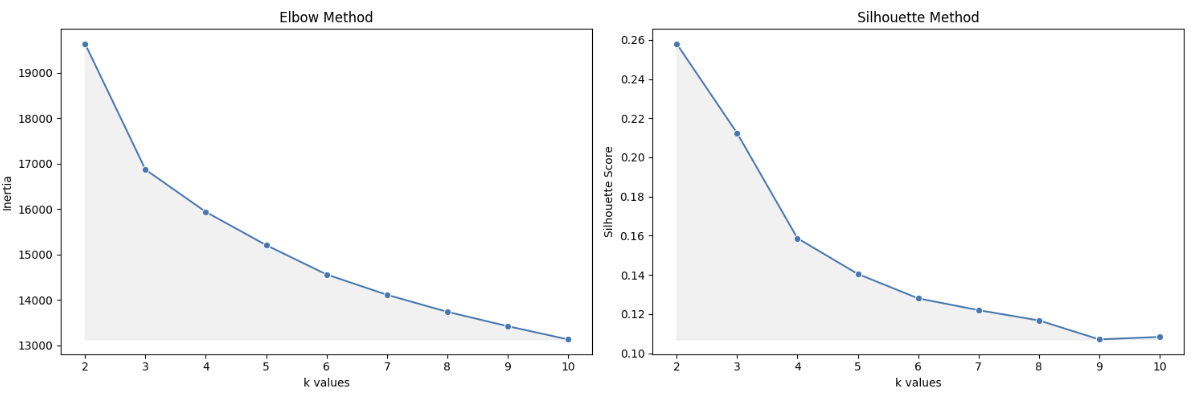 Elbow Method
Inertia
19000
18000
17000
16000
15000
14000
13000
2 3 4 5 6 7 8 9 10
k values
Silhouette Method
Silhouette Score
0.26
0.24
0.22
0.20
0.18
0.16
0.14
0.12
0.10
2 3 4 5 6 7 8 9 10
k values